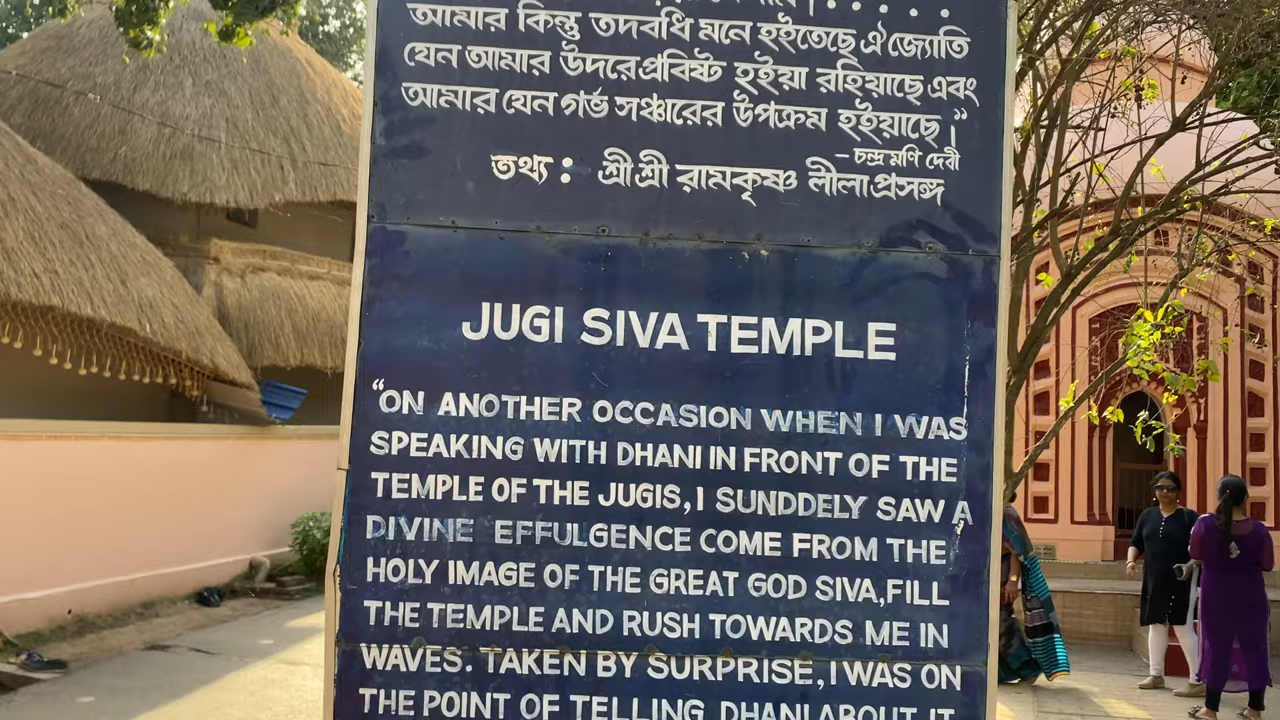 আমার কিন্তু তদবধি মনে হইতেছে ঐ জ্যোতি
যেন আমার উদরে প্রবিষ্ট হইয়া রহিয়াছে এবং
আমার যেন গর্ভ সঞ্চারের উপক্রম হইয়াছে।”
– চন্দ্রমণি দেবী
তথ্য : শ্রী শ্রী রামকৃষ্ণ লীলাপ্রসঙ্গ
JUGI SIVA TEMPLE
“ON ANOTHER OCCASION WHEN I WAS
SPEAKING WITH DHANI IN FRONT OF THE
TEMPLE OF THE JUGIS, I SUNDDELY SAW A
DIVINE EFFULGENCE COME FROM THE
HOLY IMAGE OF THE GREAT GOD SIVA, FILL
THE TEMPLE AND RUSH TOWARDS ME IN
WAVES. TAKEN BY SURPRISE, I WAS ON
THE POINT OF TELLING DHANI ABOUT IT